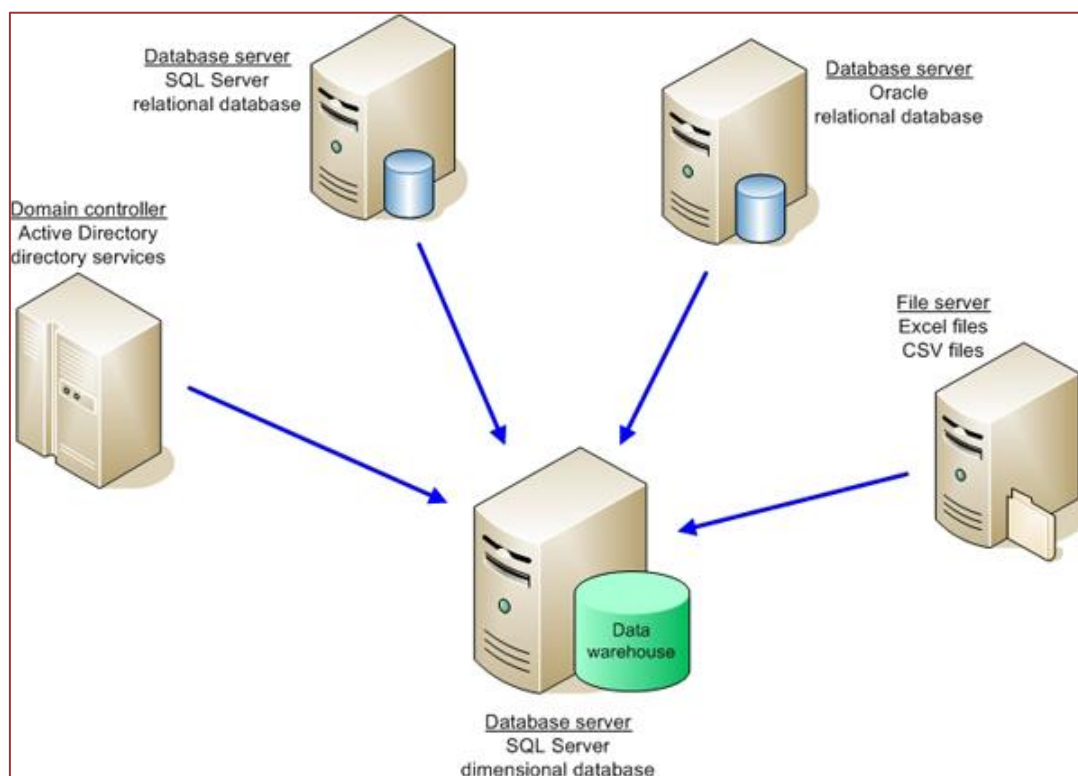 Database server
SQL Server
relational database
Database server
Oracle
relational database
Domain controller
Active Directory
directory services
File server
Excel files
CSV files
Data
warehouse
Database server
SQL Server
dimensional database